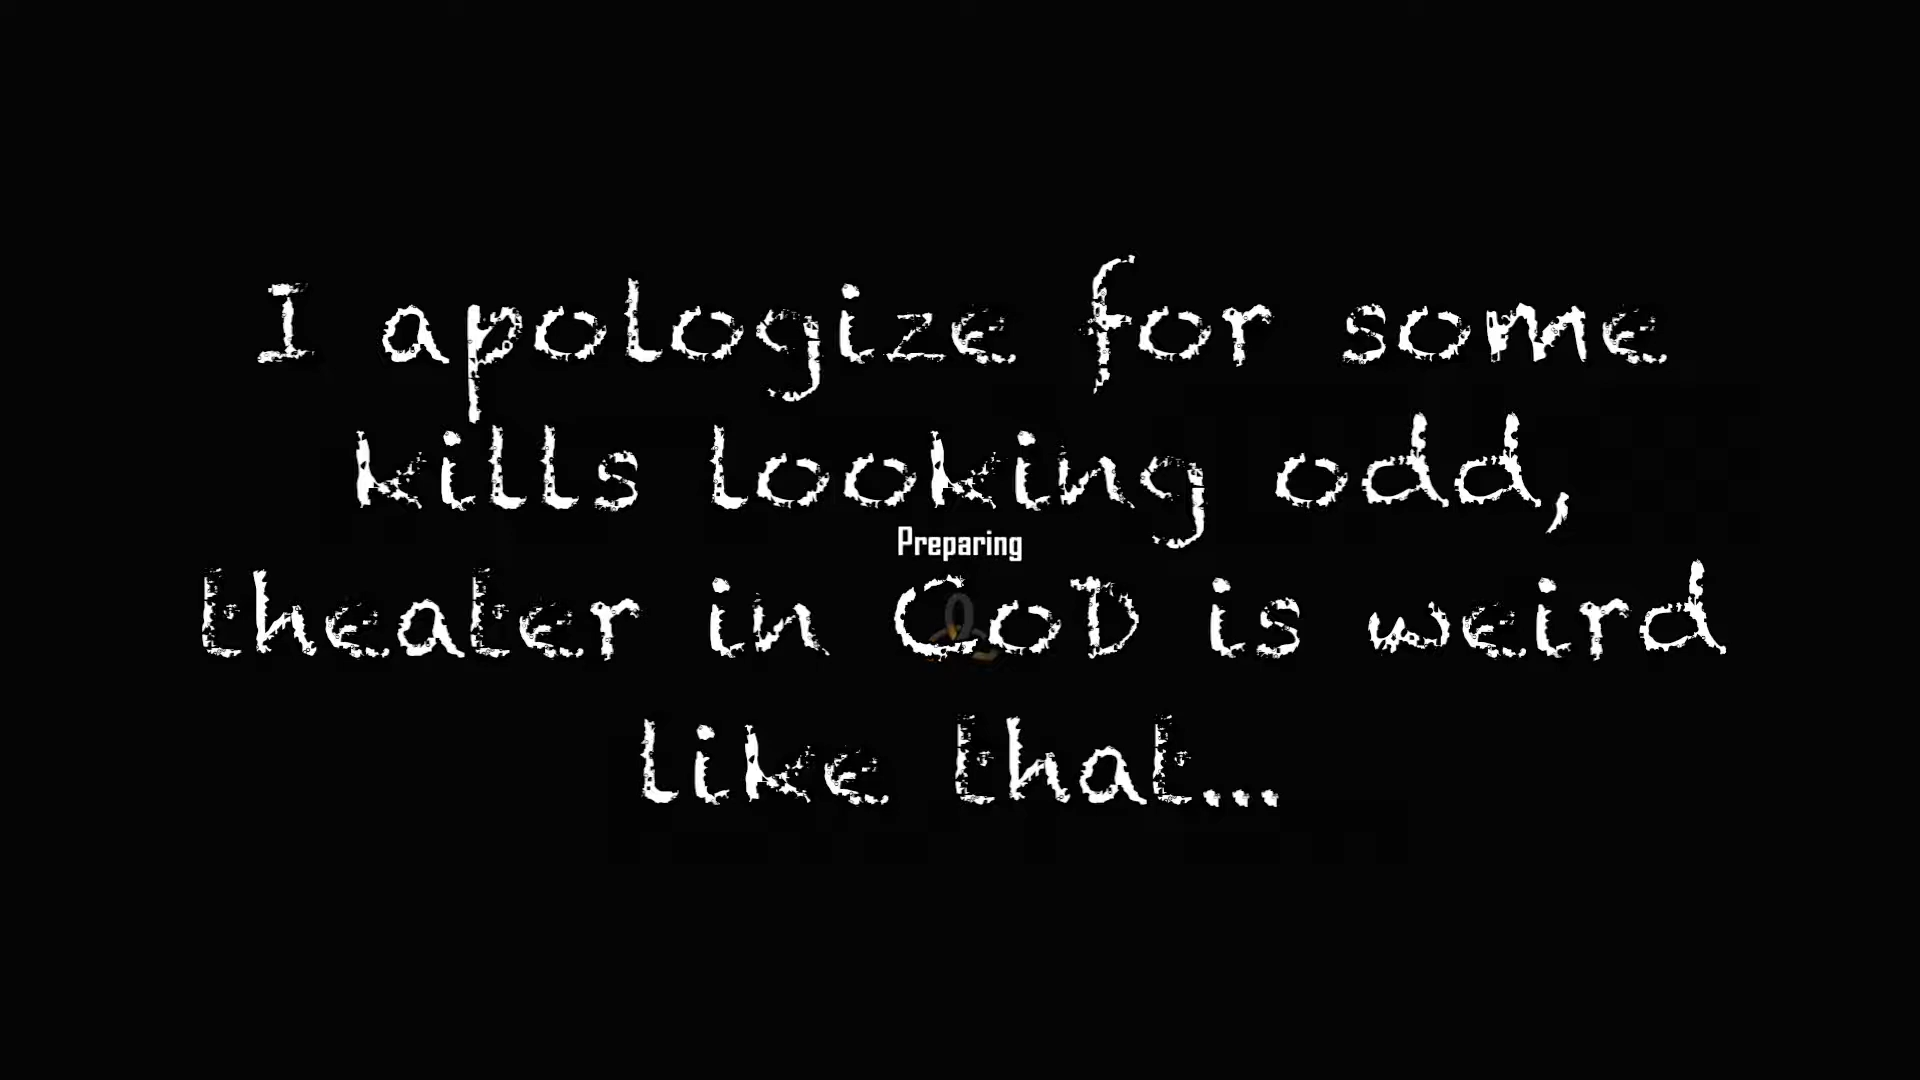 I apologize for some
kills looking odd,
Preparing
theater in CoD is weird
like that...